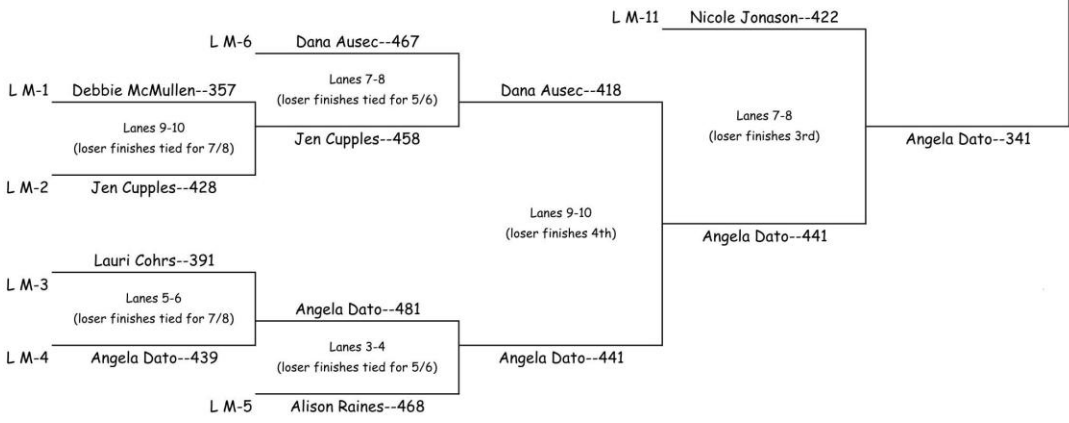 L M-11 Nicole Jonason--422
L M-6 Dana Ausec--467
Lanes 7-8
(loser finishes tied for 5/6)
L M-1 Debbie McMullen--357
Dana Ausec--418
Lanes 9-10
(loser finishes tied for 7/8)
Lanes 7-8
(loser finishes 3rd)
Jen Cupples--458
Angela Dato--341
L M-2 Jen Cupples--428
Lanes 9-10
(loser finishes 4th)
Angela Dato--441
Lauri Cohrs--391
L M-3
Lanes 5-6
(loser finishes tied for 7/8)
Angela Dato--481
L M-4 Angela Dato--439
Lanes 3-4
(loser finishes tied for 5/6)
Angela Dato--441
L M-5 Alison Raines--468